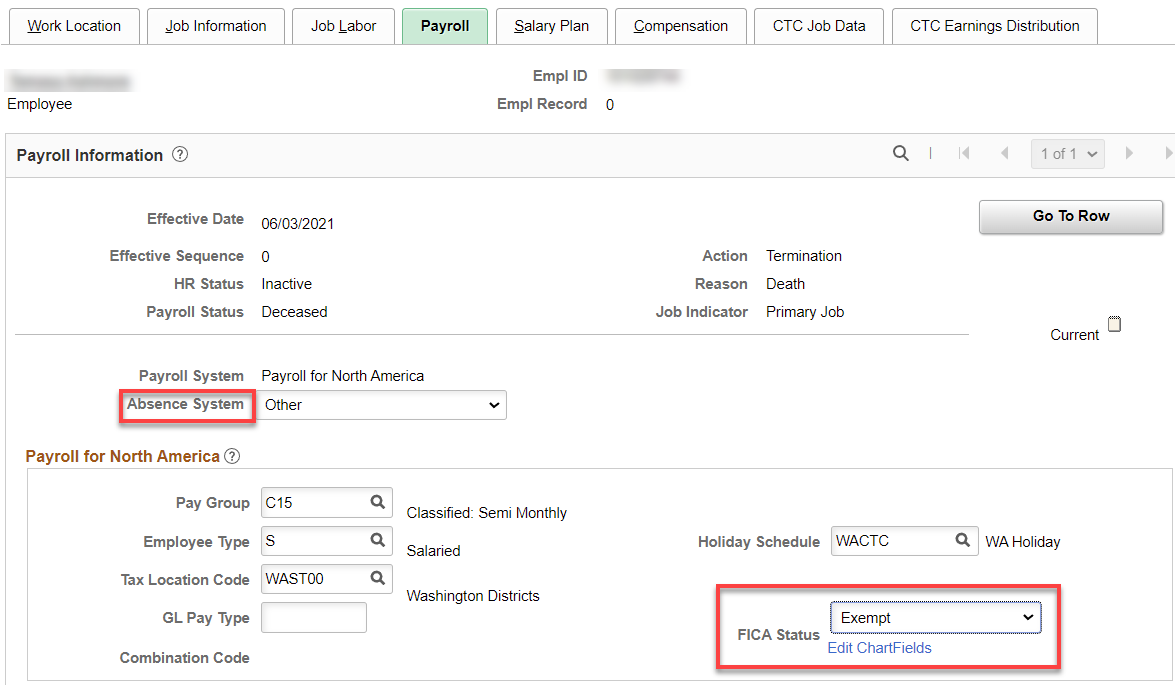 Work Location Job Information Job Labor Payroll Salary Plan Compensation CTC Job Data CTC Earnings Distribution
Empl ID
Employee Empl Record 0
Payroll Information ? | 1 of 1
Effective Date 06/03/2021 Go To Row
Effective Sequence 0 Action Termination
HR Status Inactive Reason Death
Payroll Status Deceased Job Indicator Primary Job
Current
Payroll System Payroll for North America
Absence System Other
Payroll for North America ?
Pay Group C15 Classified: Semi Monthly
Employee Type S Salaried Holiday Schedule WACTC WA Holiday
Tax Location Code WAST00 Washington Districts
GL Pay Type FICA Status Exempt
Edit ChartFields
Combination Code